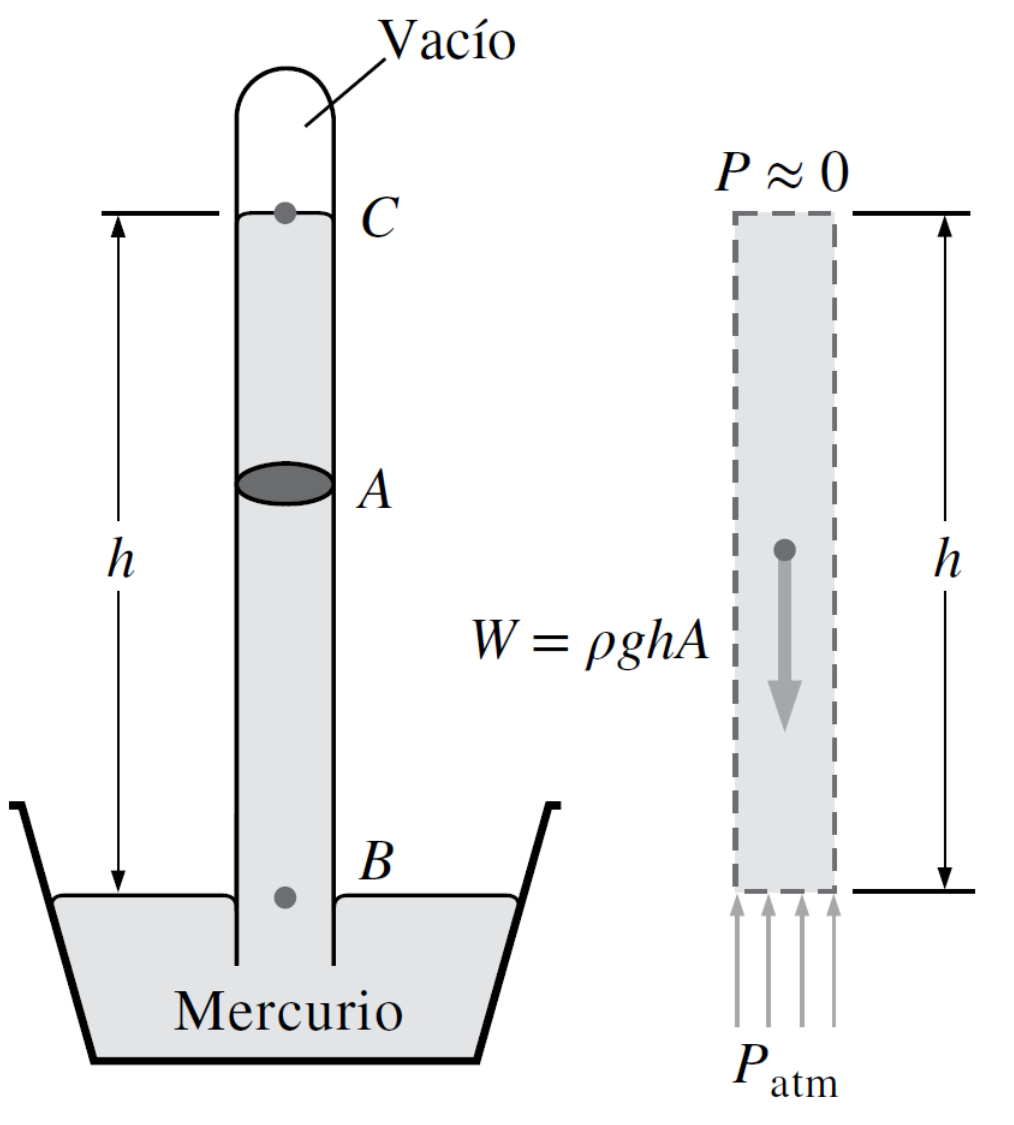 Vacío
C
A
h
B
Mercurio
P ≈ 0
h
W = ρghA
P_atm